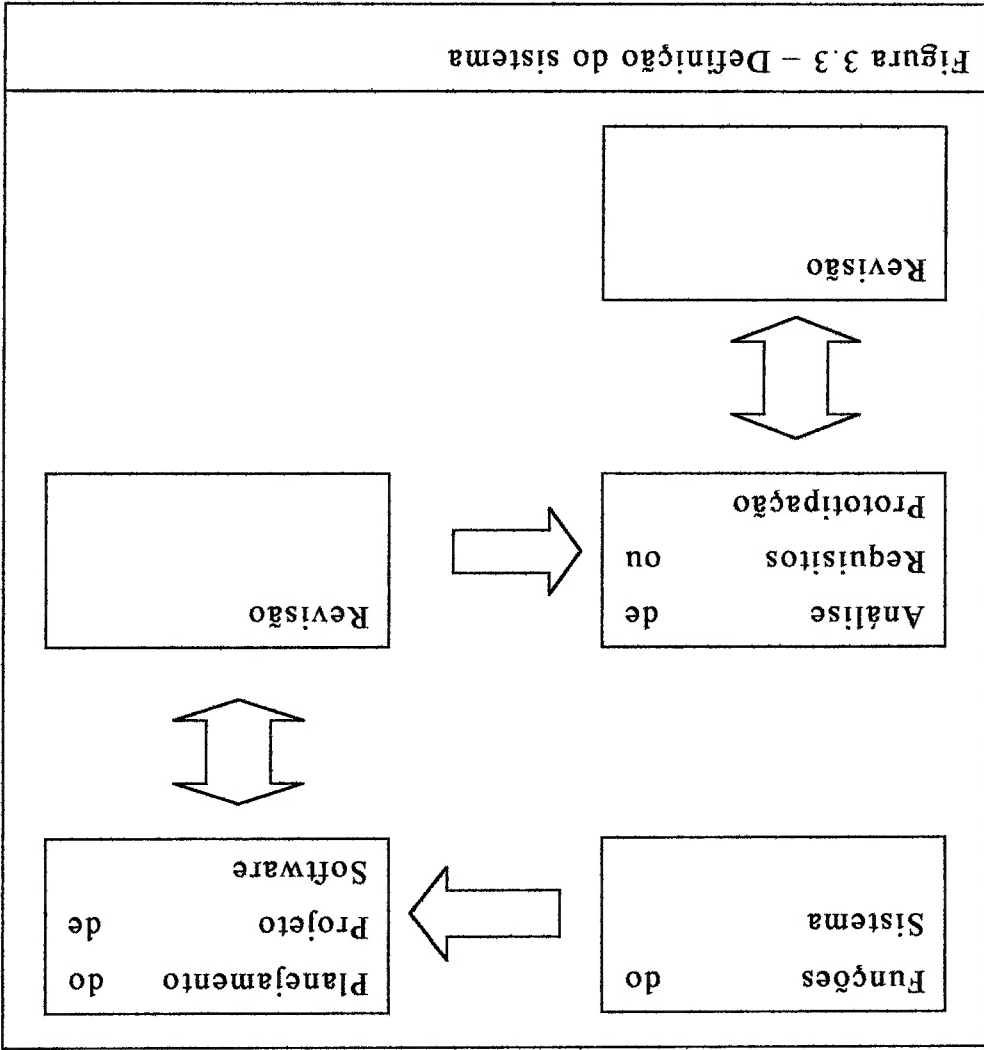 Funções do
Sistema
Planejamento do
Projeto de
Software
Análise de
Requisitos ou
Prototipação
Revisão
Revisão
Figura 3.3 – Definição do sistema